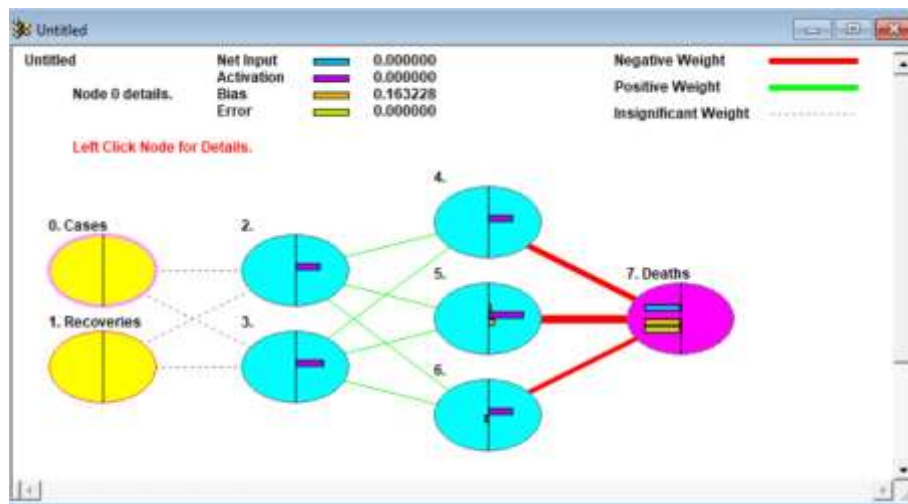 Untitled
Untitled
Net Input 0.000000
Activation 0.000000
Node 0 details. Bias 0.163228
Error 0.000000
Negative Weight
Positive Weight
Insignificant Weight
Left Click Node for Details.
0. Cases
1. Recoveries
2.
3.
4.
5.
6.
7. Deaths